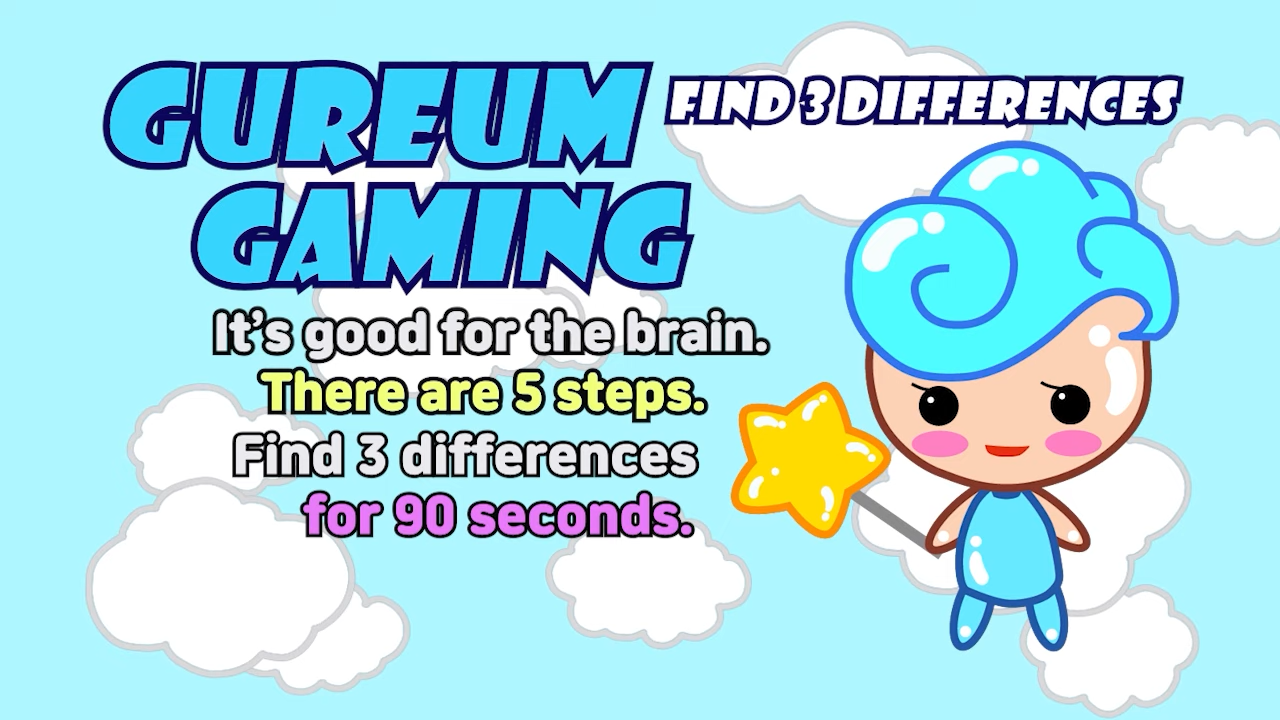 GUREUM
GAMING
FIND 3 DIFFERENCES
It's good for the brain.
There are 5 steps.
Find 3 differences
for 90 seconds.